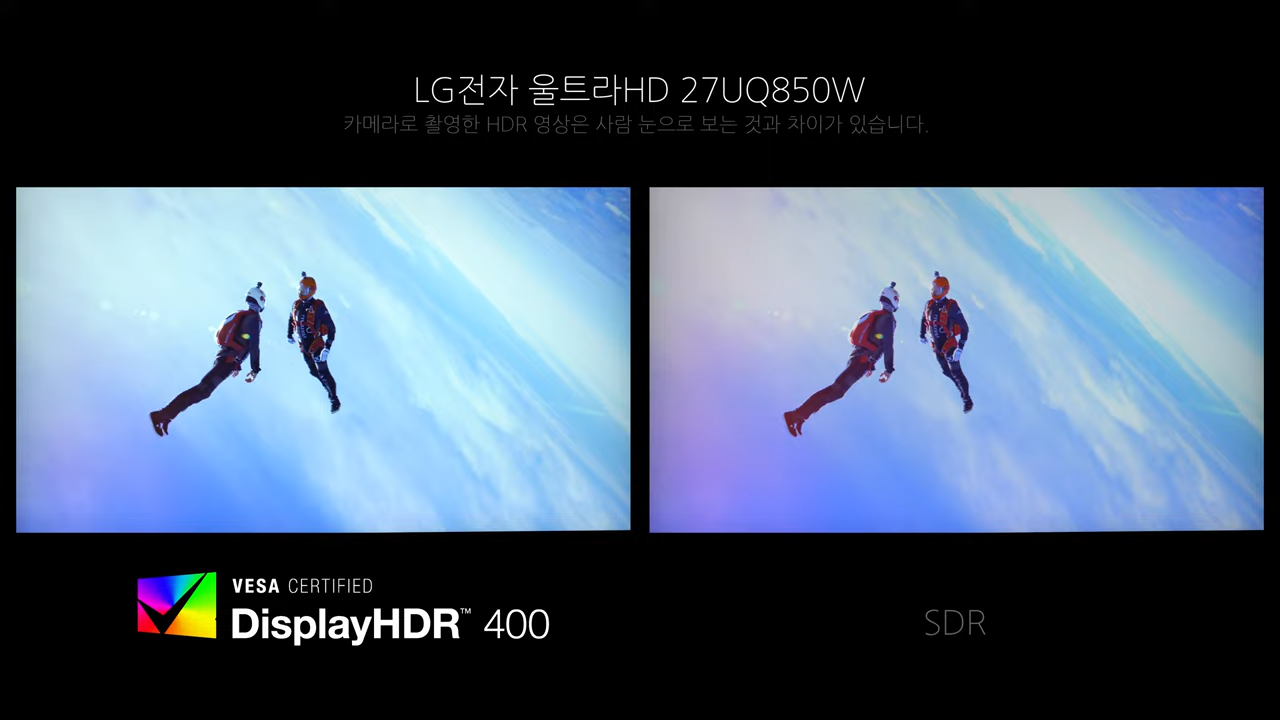 LG전자 울트라HD 27UQ850W
카메라로 촬영한 HDR 영상은 사람 눈으로 보는 것과 차이가 있습니다.
VESA CERTIFIED
DisplayHDR™ 400
SDR